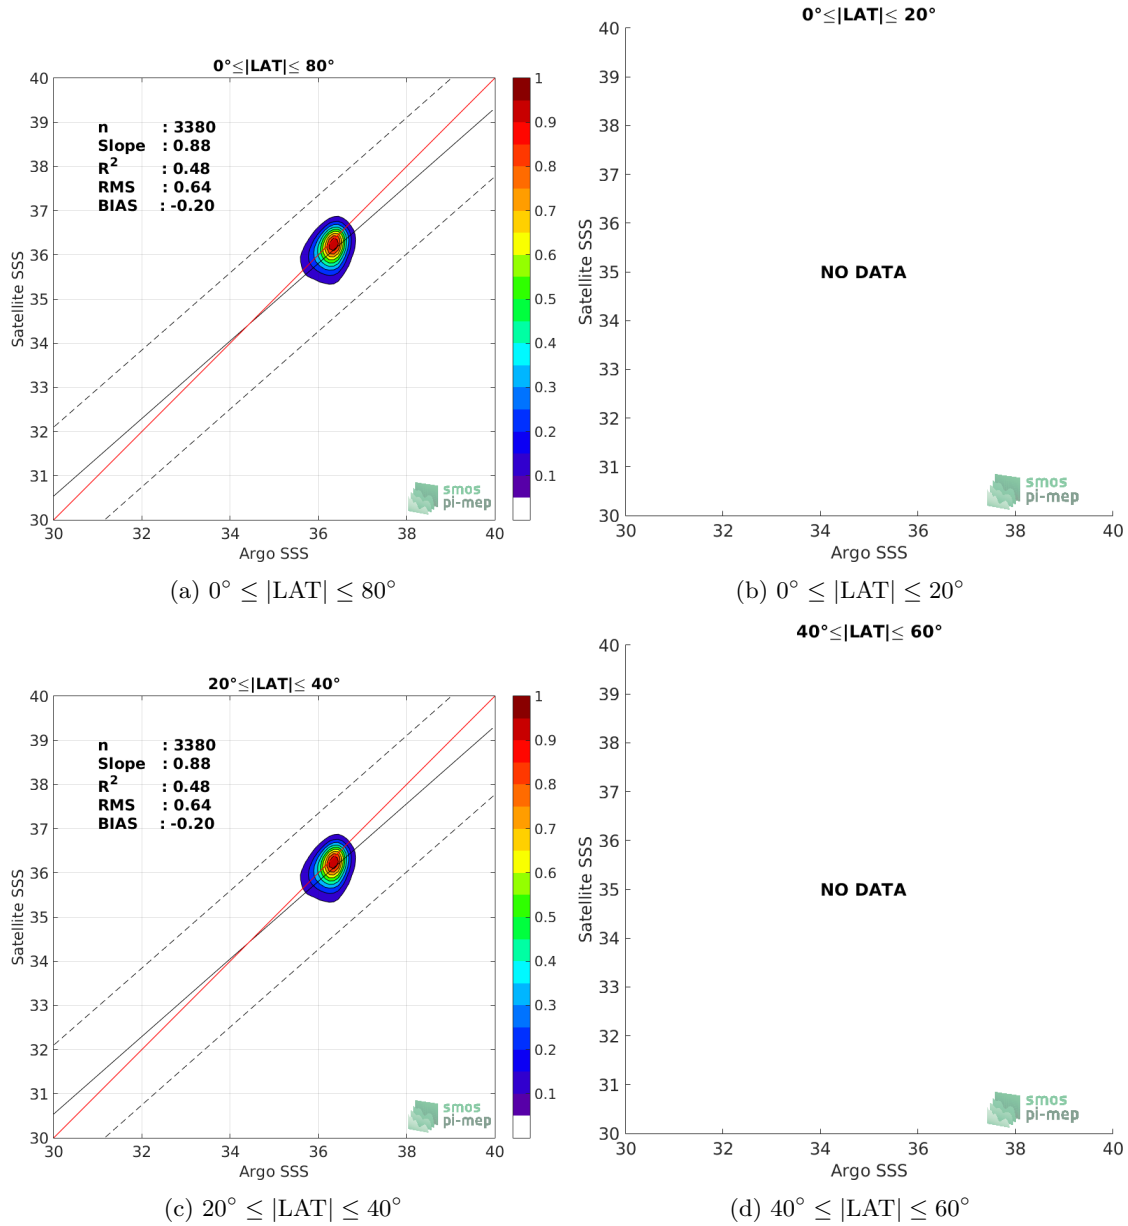 0°≤|LAT|≤ 80°
40
39
38
37
36
35
34
33
32
31
30
Satellite SSS
n : 3380
Slope : 0.88
R2 : 0.48
RMS : 0.64
BIAS : -0.20
smos
pi-mep
30 32 34 36 38 40
Argo SSS
1
0.9
0.8
0.7
0.6
0.5
0.4
0.3
0.2
0.1
(a) 0° ≤ |LAT| ≤ 80°
0°≤|LAT|≤ 20°
40
39
38
37
36
35
34
33
32
31
30
Satellite SSS
NO DATA
smos
pi-mep
30 32 34 36 38 40
Argo SSS
(b) 0° ≤ |LAT| ≤ 20°
20°≤|LAT|≤ 40°
40
39
38
37
36
35
34
33
32
31
30
Satellite SSS
n : 3380
Slope : 0.88
R2 : 0.48
RMS : 0.64
BIAS : -0.20
smos
pi-mep
30 32 34 36 38 40
Argo SSS
1
0.9
0.8
0.7
0.6
0.5
0.4
0.3
0.2
0.1
(c) 20° ≤ |LAT| ≤ 40°
40°≤|LAT|≤ 60°
40
39
38
37
36
35
34
33
32
31
30
Satellite SSS
NO DATA
smos
pi-mep
30 32 34 36 38 40
Argo SSS
(d) 40° ≤ |LAT| ≤ 60°